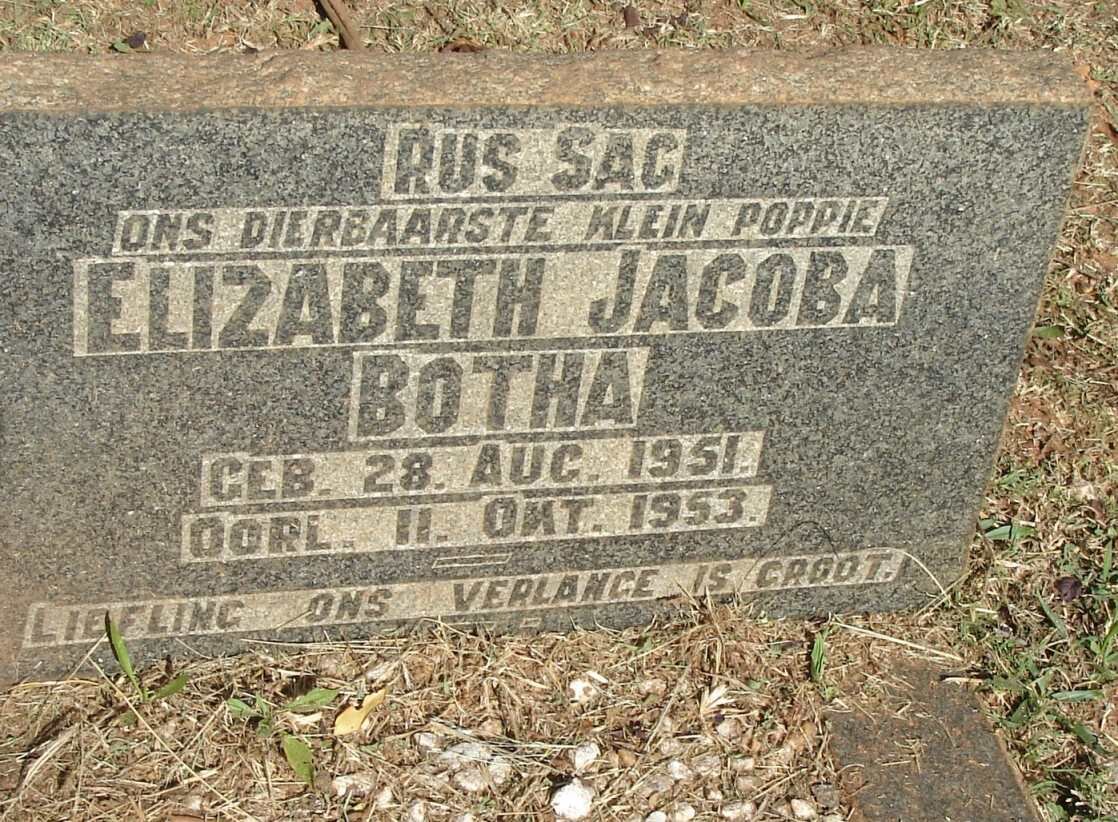 RUS SAG
ONS DIERBAARSTE KLEIN POPPIE
ELIZABETH JACOBA
BOTHA
GEB. 28. AUG. 1951.
OORL. 11. OKT. 1953.
LIEFLING ONS VERLANGE IS GROOT.